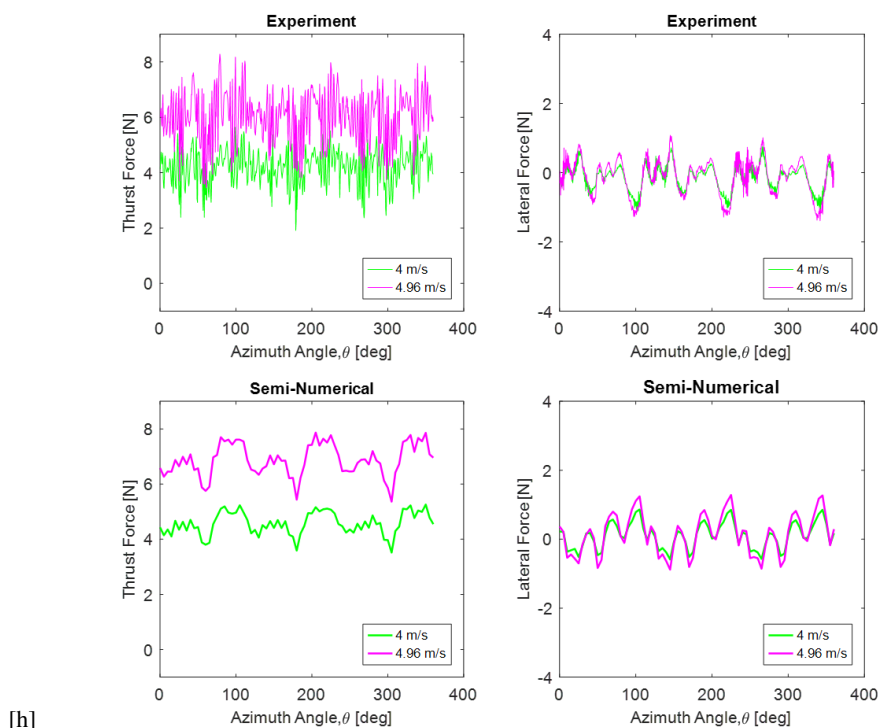 Experiment
Thurst Force[N]
8
6
4
2
0
0 100 200 300 400
Azimuth Angle,θ [deg]
4 m/s
4.96 m/s
Experiment
Lateral Force[N]
4
2
0
-2
-4
0 100 200 300 400
Azimuth Angle,θ [deg]
4 m/s
4.96 m/s
Semi-Numerical
Thrust Force[N]
8
6
4
2
0
0 100 200 300 400
Azimuth Angle,θ [deg]
4 m/s
4.96 m/s
Semi-Numerical
Lateral Force[N]
4
2
0
-2
-4
0 100 200 300 400
Azimuth Angle,θ [deg]
4 m/s
4.96 m/s
[h]